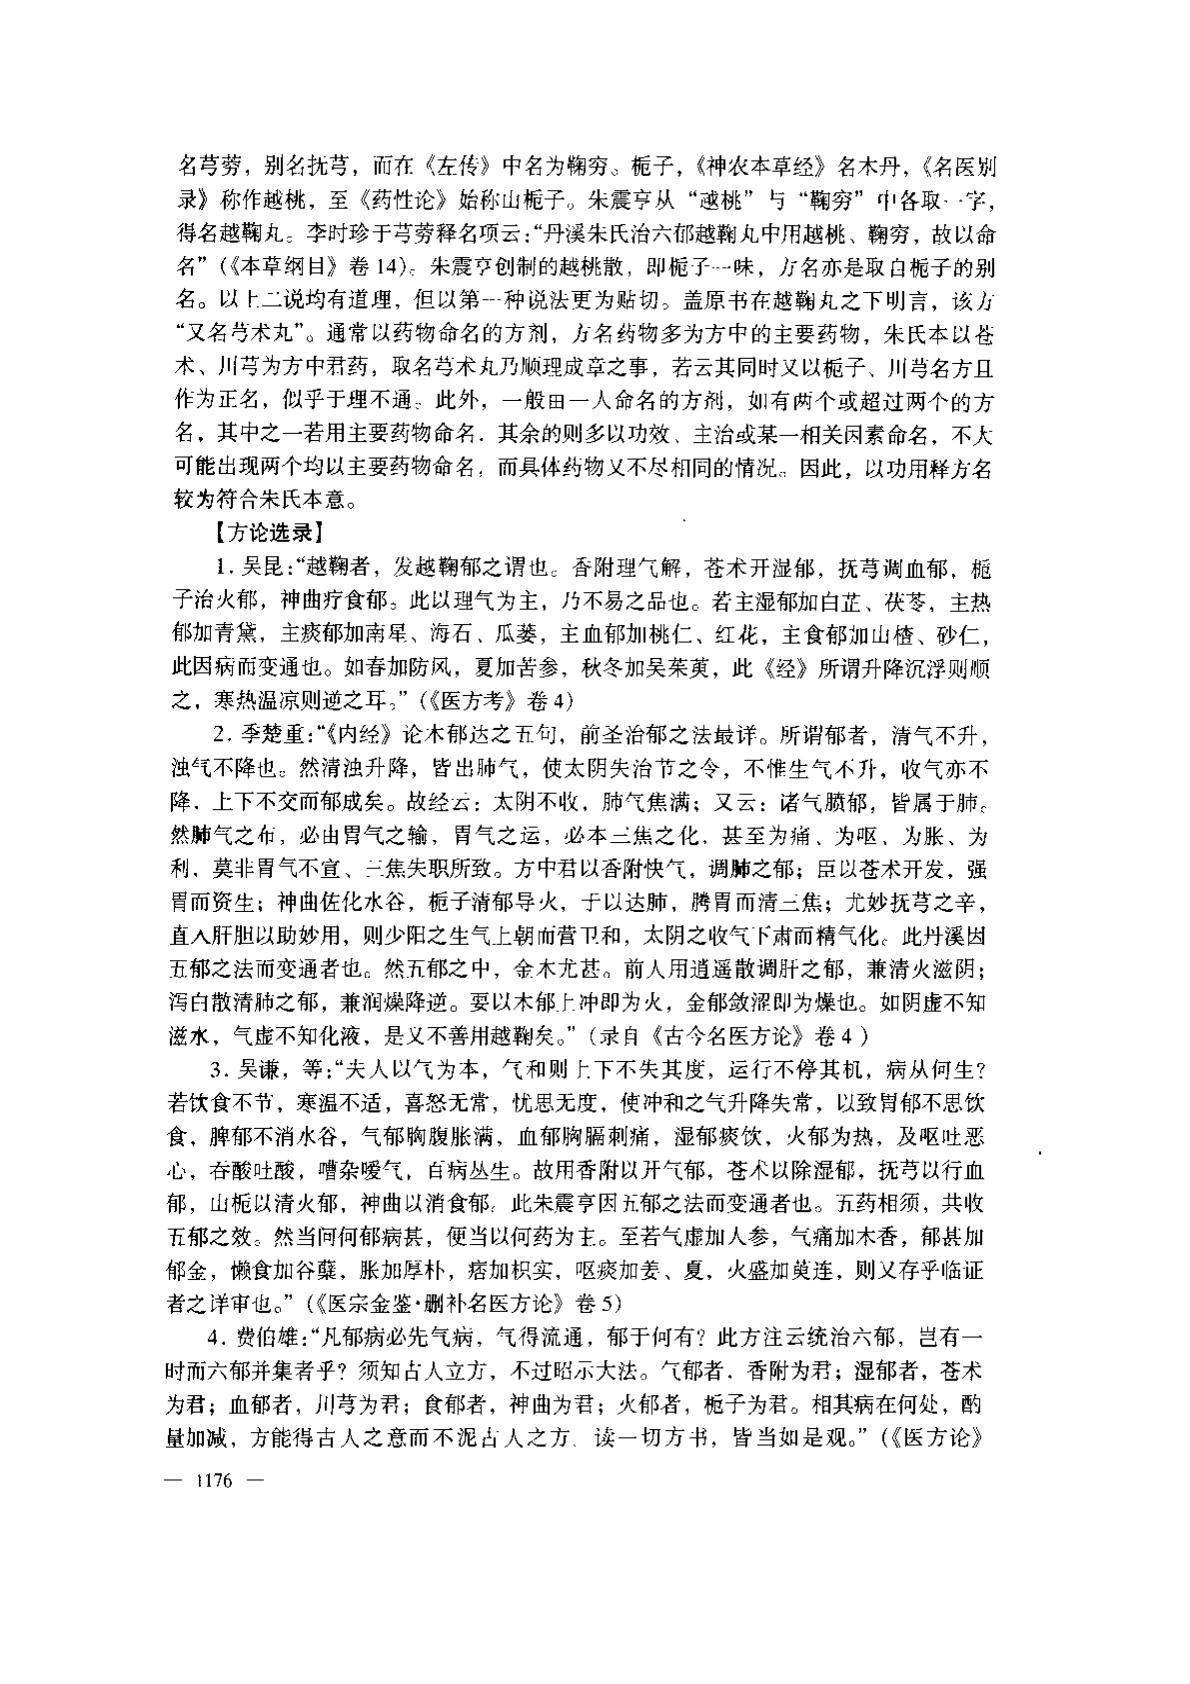 名芎䓖，别名抚芎，而在《左传》中名为鞠穷。栀子，《神农本草经》名木丹，《名医别
录》称作越桃，至《药性论》始称山栀子。朱震亨从“越桃”与“鞠穷”中各取一字，
得名越鞠丸。李时珍于芎䓖释名项云：“丹溪朱氏治六郁越鞠丸中用越桃、鞠穷，故以命
名”（《本草纲目》卷14）。朱震亨创制的越桃散，即栀子一味，方名亦是取自栀子的别
名。以上二说均有道理，但以第一种说法更为贴切。盖原书在越鞠丸之下明言，该方
“又名芎术丸”。通常以药物命名的方剂，方名药物多为方中的主要药物，朱氏本以苍
术、川芎为方中君药，取名芎术丸乃顺理成章之事，若云其同时又以栀子、川芎名方且
作为正名，似乎于理不通。此外，一般由一人命名的方剂，如有两个或超过两个的方
名，其中之一若用主要药物命名，其余的则多以功效、主治或某一相关因素命名，不大
可能出现两个均以主要药物命名，而具体药物又不尽相同的情况。因此，以功用释方名
较为符合朱氏本意。
【方论选录】
1. 吴昆：“越鞠者，发越鞠郁之谓也。香附理气解，苍术开湿郁，抚芎调血郁，栀
子治火郁，神曲疗食郁。此以理气为主，乃不易之品也。若主湿郁加白芷、茯苓，主热
郁加青黛，主痰郁加南星、海石、瓜蒌，主血郁加桃仁、红花，主食郁加山楂、砂仁，
此因病而变通也。如春加防风，夏加苦参，秋冬加吴茱萸，此《经》所谓升降沉浮则顺
之，寒热温凉则逆之耳。”（《医方考》卷4）
2. 季楚重：“《内经》论木郁达之五句，前圣治郁之法最详。所谓郁者，清气不升，
浊气不降也。然清浊升降，皆出肺气，使太阴失治节之令，不惟生气不升，收气亦不
降，上下不交而郁成矣。故经云：太阴不收，肺气焦满；又云：诸气膹郁，皆属于肺。
然肺气之布，必由胃气之输，胃气之运，必本三焦之化，甚至为痛、为呕、为胀、为
利，莫非胃气不宣、三焦失职所致。方中君以香附快气，调肺之郁；臣以苍术开发，强
胃而资生；神曲佐化水谷，栀子清郁导火，于以达肺，腾胃而清三焦；尤妙抚芎之辛，
直入肝胆以助妙用，则少阳之生气上朝而营卫和，太阴之收气下肃而精气化。此丹溪因
五郁之法而变通者也。然五郁之中，金木尤甚。前人用逍遥散调肝之郁，兼清火滋阴；
泻白散清肺之郁，兼润燥降逆。要以木郁上冲即为火，金郁敛涩即为燥也。如阴虚不知
滋水，气虚不知化液，是又不善用越鞠矣。”（录自《古今名医方论》卷4）
3. 吴谦，等：“夫人以气为本，气和则上下不失其度，运行不停其机，病从何生？
若饮食不节，寒温不适，喜怒无常，忧思无度，使冲和之气升降失常，以致胃郁不思饮
食，脾郁不消水谷，气郁胸腹胀满，血郁胸膈刺痛，湿郁痰饮，火郁为热，及呕吐恶
心，吞酸吐酸，嘈杂嗳气，百病丛生。故用香附以开气郁，苍术以除湿郁，抚芎以行血
郁，山栀以清火郁，神曲以消食郁。此朱震亨因五郁之法而变通者也。五药相须，共收
五郁之效。然当问何郁病甚，便当以何药为主。至若气虚加人参，气痛加木香，郁甚加
郁金，懒食加谷蘖，胀加厚朴，痞加枳实，呕痰加姜、夏，火盛加萸连，则又存乎临证
者之详审也。”（《医宗金鉴·删补名医方论》卷5）
4. 费伯雄：“凡郁病必先气病，气得流通，郁于何有？此方注云统治六郁，岂有一
时而六郁并集者乎？须知古人立方，不过昭示大法。气郁者，香附为君；湿郁者，苍术
为君；血郁者，川芎为君；食郁者，神曲为君；火郁者，栀子为君。相其病在何处，酌
量加减，方能得古人之意而不泥古人之方。读一切方书，皆当如是观。”（《医方论》
— 1176 —